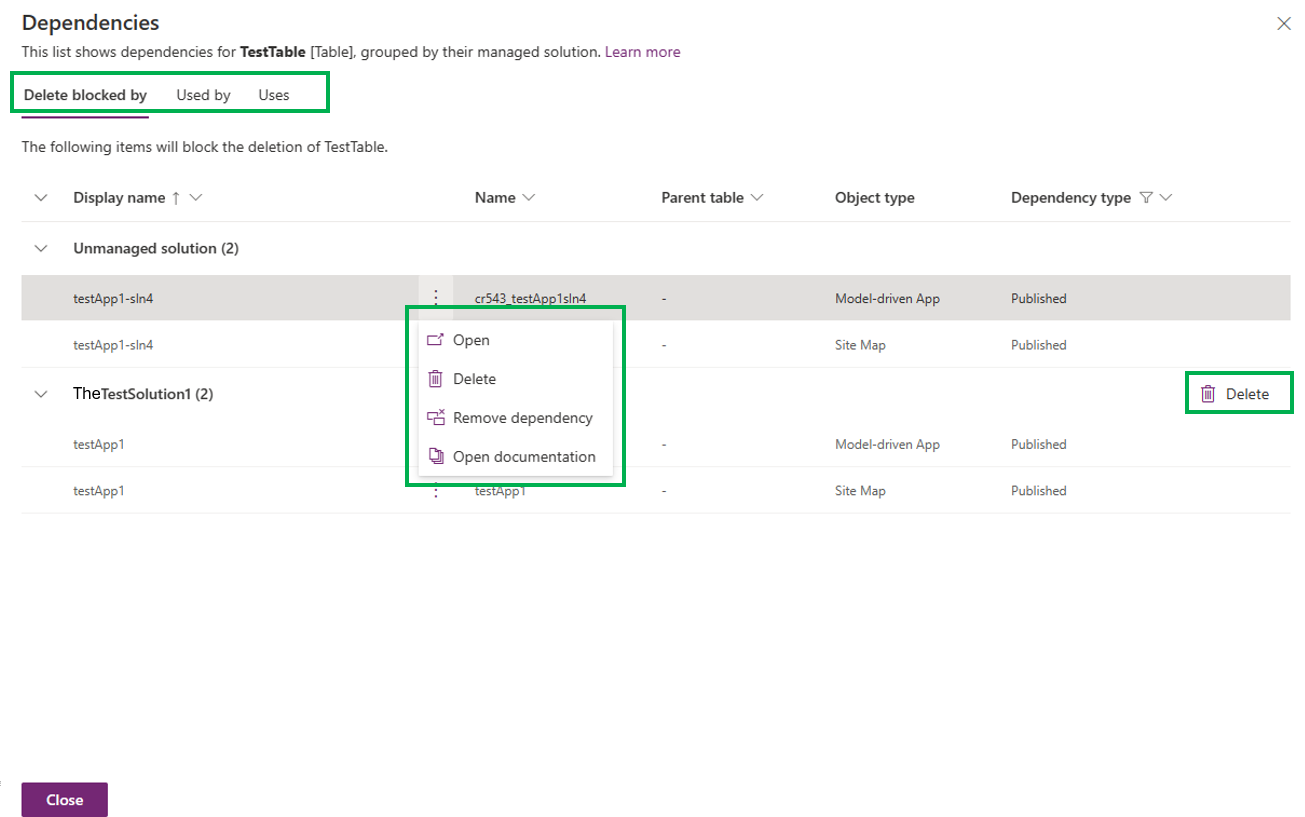 Dependencies
This list shows dependencies for TestTable [Table], grouped by their managed solution. Learn more
Delete blocked by Used by Uses
The following items will block the deletion of TestTable.
Display name ↑ Name Parent table Object type Dependency type
Unmanaged solution (2)
testApp1-sln4 cr543_testApp1sln4 - Model-driven App Published
Open
testApp1-sln4 - Site Map Published
Delete
TheTestSolution1 (2) Delete
Remove dependency
testApp1 - Model-driven App Published
Open documentation
testApp1 testApp1 - Site Map Published
Close